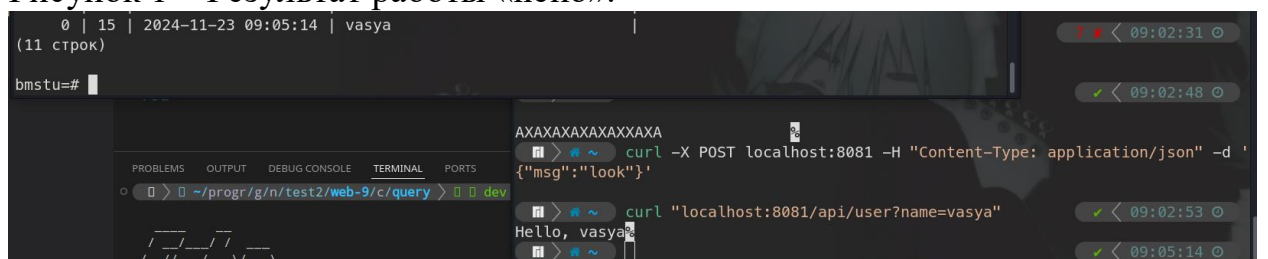 0 | 15 | 2024-11-23 09:05:14 | vasya |
(11 строк)
bmstu=#
? # 09:02:31
✔ 09:02:48
AXAXAXAXAXAXXAXA %
~ curl -X POST localhost:8081 -H "Content-Type: application/json" -d '
{"msg":"look"}'
PROBLEMS OUTPUT DEBUG CONSOLE TERMINAL PORTS
~/progr/g/n/test2/web-9/c/query dev
~ curl "localhost:8081/api/user?name=vasya" ✔ 09:02:53
Hello, vasya%
~ ✔ 09:05:14